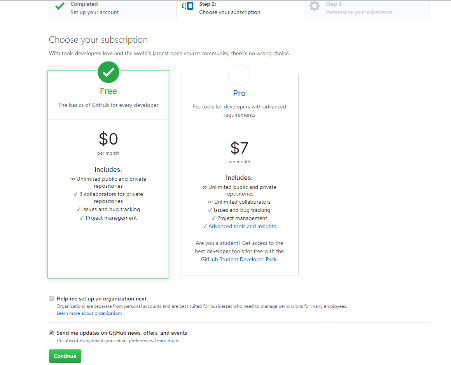 Completed
Set up your account
Step 2:
Choose your subscription
Step 3:
Personalize your experience
Choose your subscription
With tools developers love and the world's largest open source community, there's no wrong choice.
Free
The basics of GitHub for every developer
$0
per month
Includes:
∞ Unlimited public and private
repositories
✓ 3 collaborators for private
repositories
✓ Issues and bug tracking
✓ Project management
Pro
Pro tools for developers with advanced
requirements
$7
per month
Includes:
∞ Unlimited public and private
repositories
∞ Unlimited collaborators
✓ Issues and bug tracking
✓ Project management
✓ Advanced tools and insights
Are you a student? Get access to the
best developer tools for free with the
GitHub Student Developer Pack.
Help me set up an organization next
Organizations are separate from personal accounts and are best suited for businesses who need to manage permissions for many employees.
Learn more about organizations
Send me updates on GitHub news, offers, and events
Unsubscribe anytime in your email preferences. Learn more
Continue